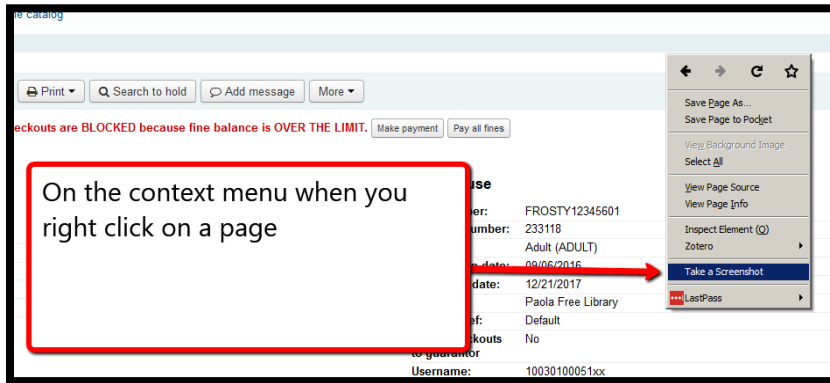 catalog
Print
Search to hold
Add message
More
eckouts are BLOCKED because fine balance is OVER THE LIMIT.
Make payment
Pay all fines
On the context menu when you
right click on a page
use
er:
FROSTY12345601
umber:
233118
Adult (ADULT)
n date:
09/06/2016
date:
12/21/2017
Paola Free Library
ef:
Default
kouts
No
to guarantor
Username:
10030100051xx
Save Page As...
Save Page to Pocket
View Background Image
Select All
View Page Source
View Page Info
Inspect Element (Q)
Zotero
Take a Screenshot
LastPass